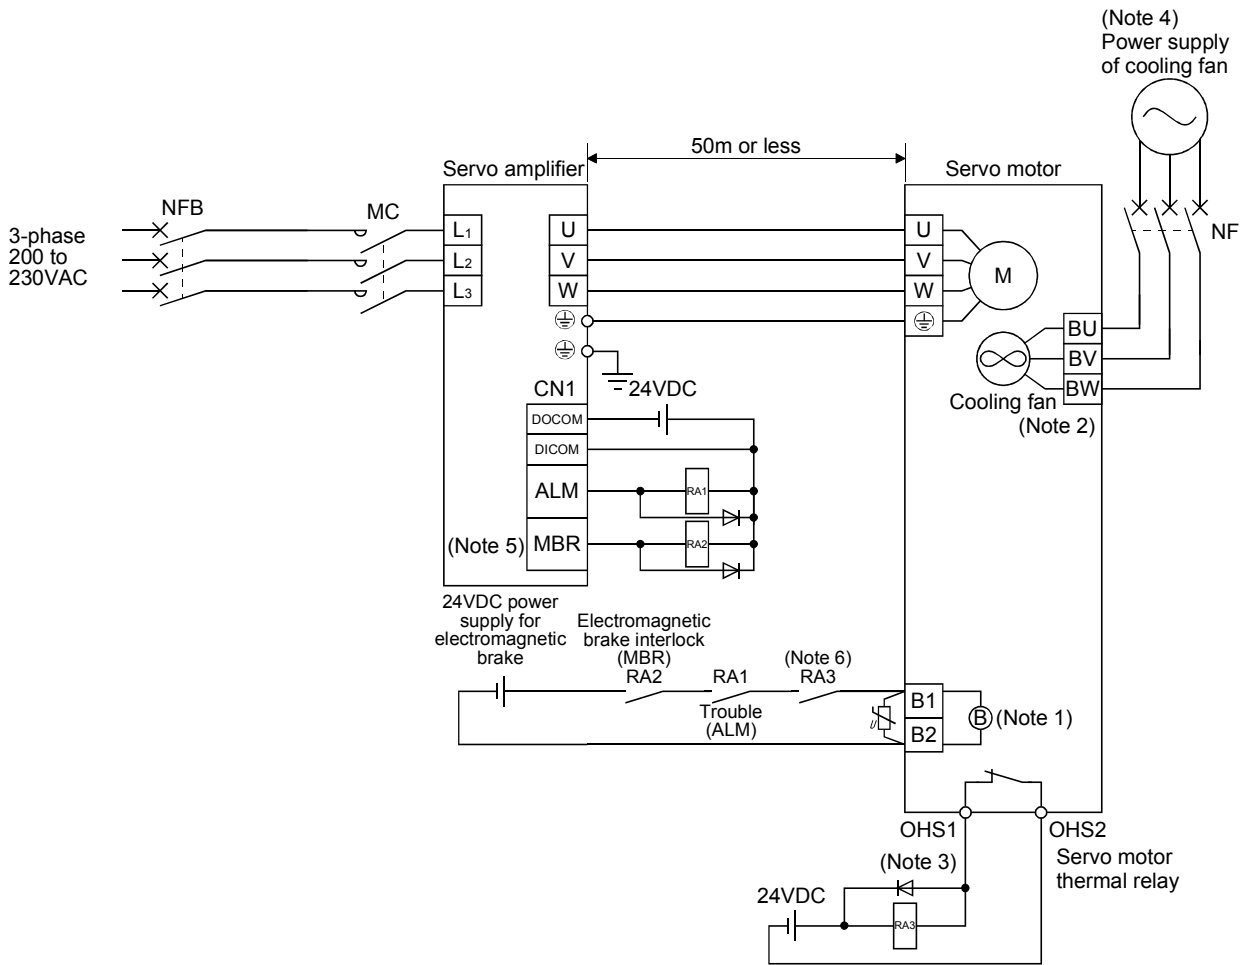 (Note 4)
Power supply
of cooling fan
50m or less
Servo amplifier
Servo motor
NFB
MC
3-phase
200 to
230VAC
L1
L2
L3
U
V
W
U
V
W
M
NF
BU
BV
BW
Cooling fan
(Note 2)
CN1
24VDC
DOCOM
DICOM
ALM
RA1
(Note 5)
MBR
RA2
24VDC power
supply for
electromagnetic
brake
Electromagnetic
brake interlock
(MBR)
RA2
RA1
Trouble
(ALM)
(Note 6)
RA3
U
B1
B2
B
(Note 1)
OHS1
OHS2
(Note 3)
Servo motor
thermal relay
24VDC
RA3